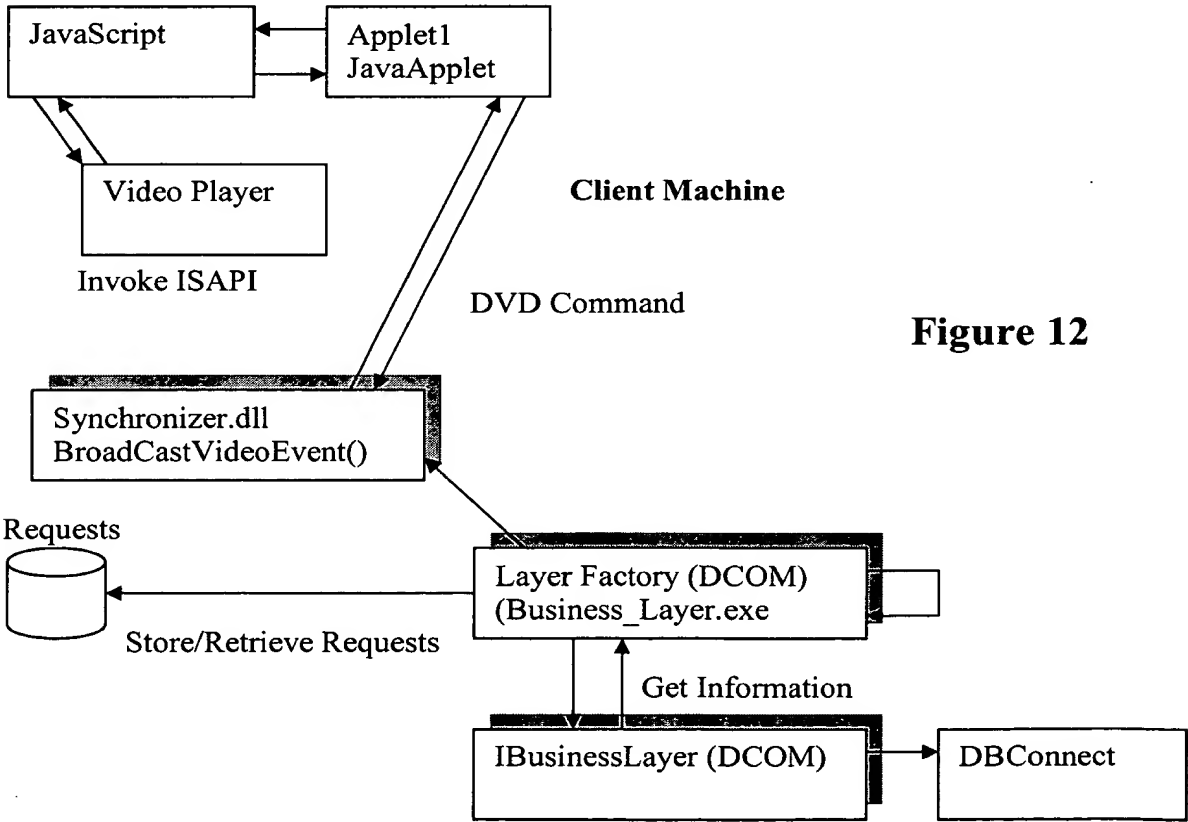 JavaScript
Applet1
JavaApplet
Video Player
Client Machine
Invoke ISAPI
DVD Command
Figure 12
Synchronizer.dll
BroadCastVideoEvent()
Requests
Layer Factory (DCOM)
(Business_Layer.exe
Store/Retrieve Requests
Get Information
IBusinessLayer (DCOM)
DBConnect